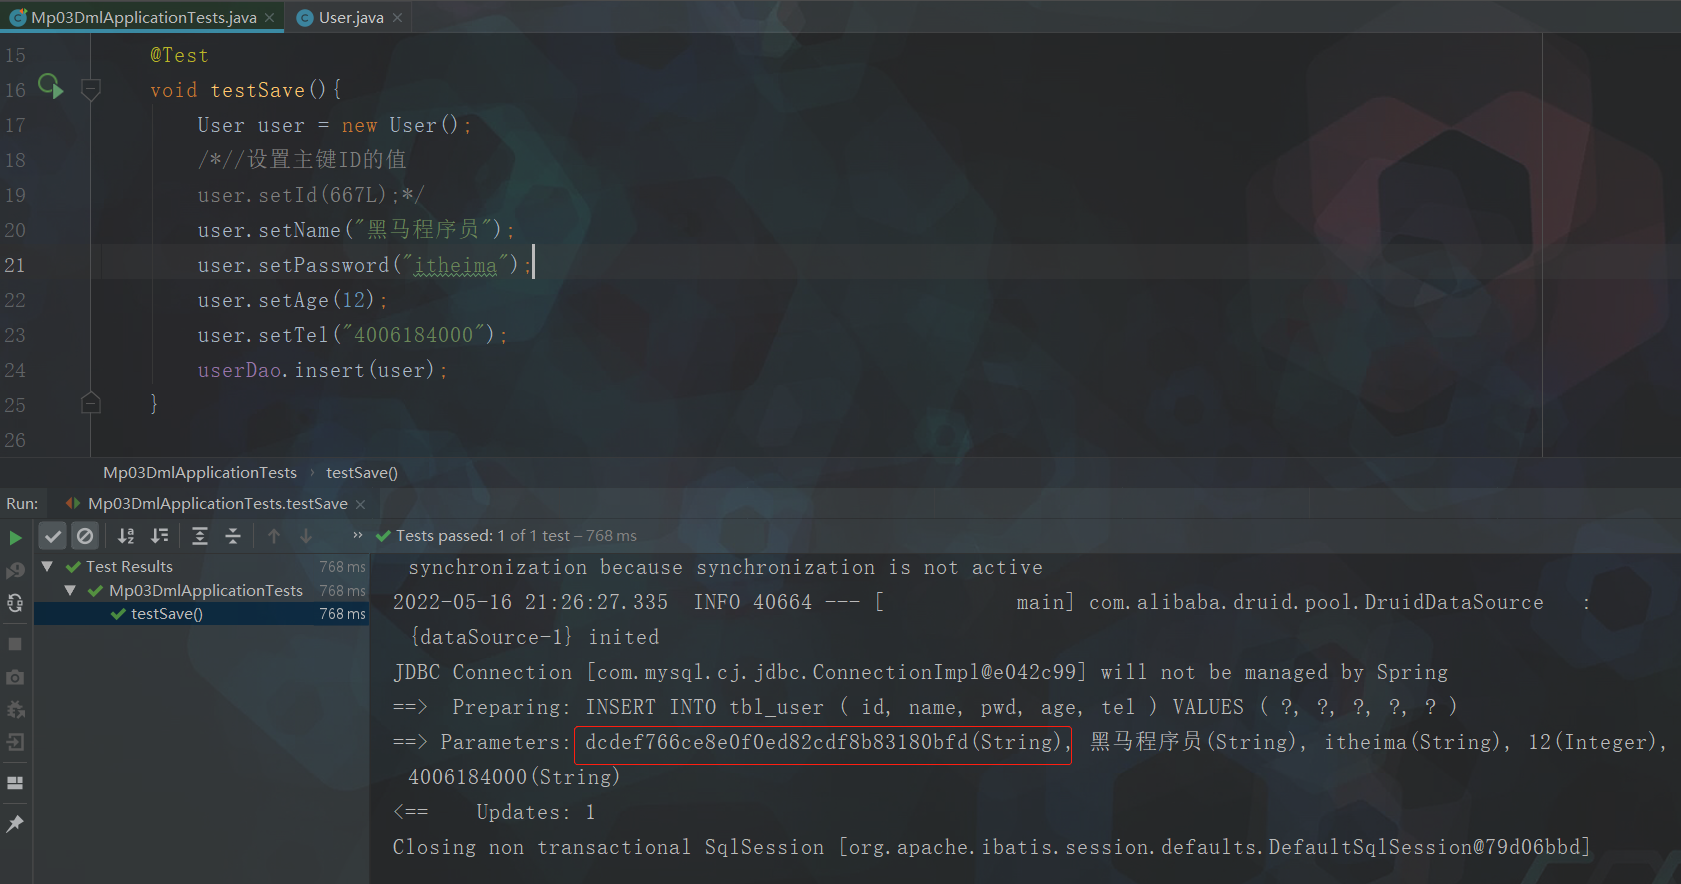 Mp03DmlApplicationTests.java
User.java
15 @Test
16 void testSave(){
17 User user = new User();
18 /*//设置主键ID的值
19 user.setId(667L);*/
20 user.setName("黑马程序员");
21 user.setPassword("itheima");
22 user.setAge(12);
23 user.setTel("4006184000");
24 userDao.insert(user);
25 }
26
Mp03DmlApplicationTests › testSave()
Run: Mp03DmlApplicationTests.testSave
Tests passed: 1 of 1 test – 768 ms
Test Results 768 ms
Mp03DmlApplicationTests 768 ms
testSave() 768 ms
synchronization because synchronization is not active
2022-05-16 21:26:27.335 INFO 40664 --- [ main] com.alibaba.druid.pool.DruidDataSource :
{dataSource-1} inited
JDBC Connection [com.mysql.cj.jdbc.ConnectionImpl@e042c99] will not be managed by Spring
==> Preparing: INSERT INTO tbl_user ( id, name, pwd, age, tel ) VALUES ( ?, ?, ?, ?, ? )
==> Parameters: dcdef766ce8e0f0ed82cdf8b83180bfd(String), 黑马程序员(String), itheima(String), 12(Integer),
4006184000(String)
<== Updates: 1
Closing non transactional SqlSession [org.apache.ibatis.session.defaults.DefaultSqlSession@79d06bbd]